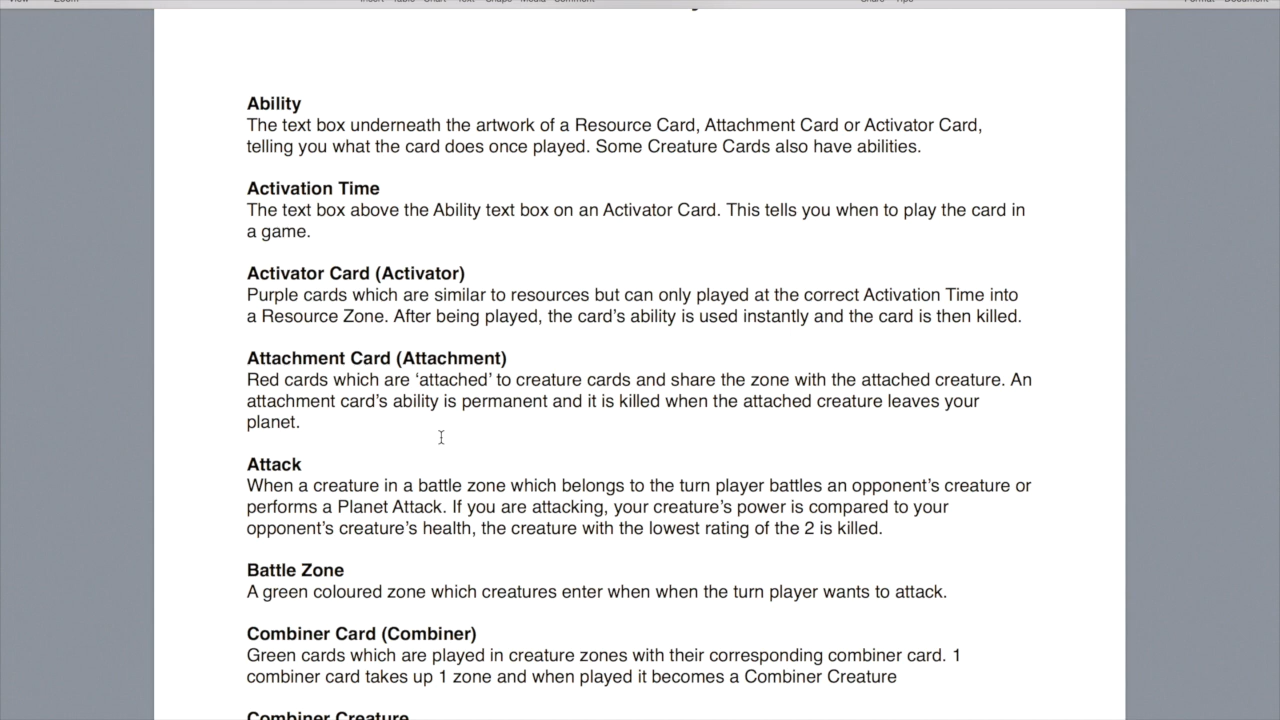 Ability
The text box underneath the artwork of a Resource Card, Attachment Card or Activator Card,
telling you what the card does once played. Some Creature Cards also have abilities.
Activation Time
The text box above the Ability text box on an Activator Card. This tells you when to play the card in
a game.
Activator Card (Activator)
Purple cards which are similar to resources but can only played at the correct Activation Time into
a Resource Zone. After being played, the card's ability is used instantly and the card is then killed.
Attachment Card (Attachment)
Red cards which are ‘attached’ to creature cards and share the zone with the attached creature. An
attachment card's ability is permanent and it is killed when the attached creature leaves your
planet.
Attack
When a creature in a battle zone which belongs to the turn player battles an opponent's creature or
performs a Planet Attack. If you are attacking, your creature's power is compared to your
opponent's creature's health, the creature with the lowest rating of the 2 is killed.
Battle Zone
A green coloured zone which creatures enter when when the turn player wants to attack.
Combiner Card (Combiner)
Green cards which are played in creature zones with their corresponding combiner card. 1
combiner card takes up 1 zone and when played it becomes a Combiner Creature
Combiner Creature